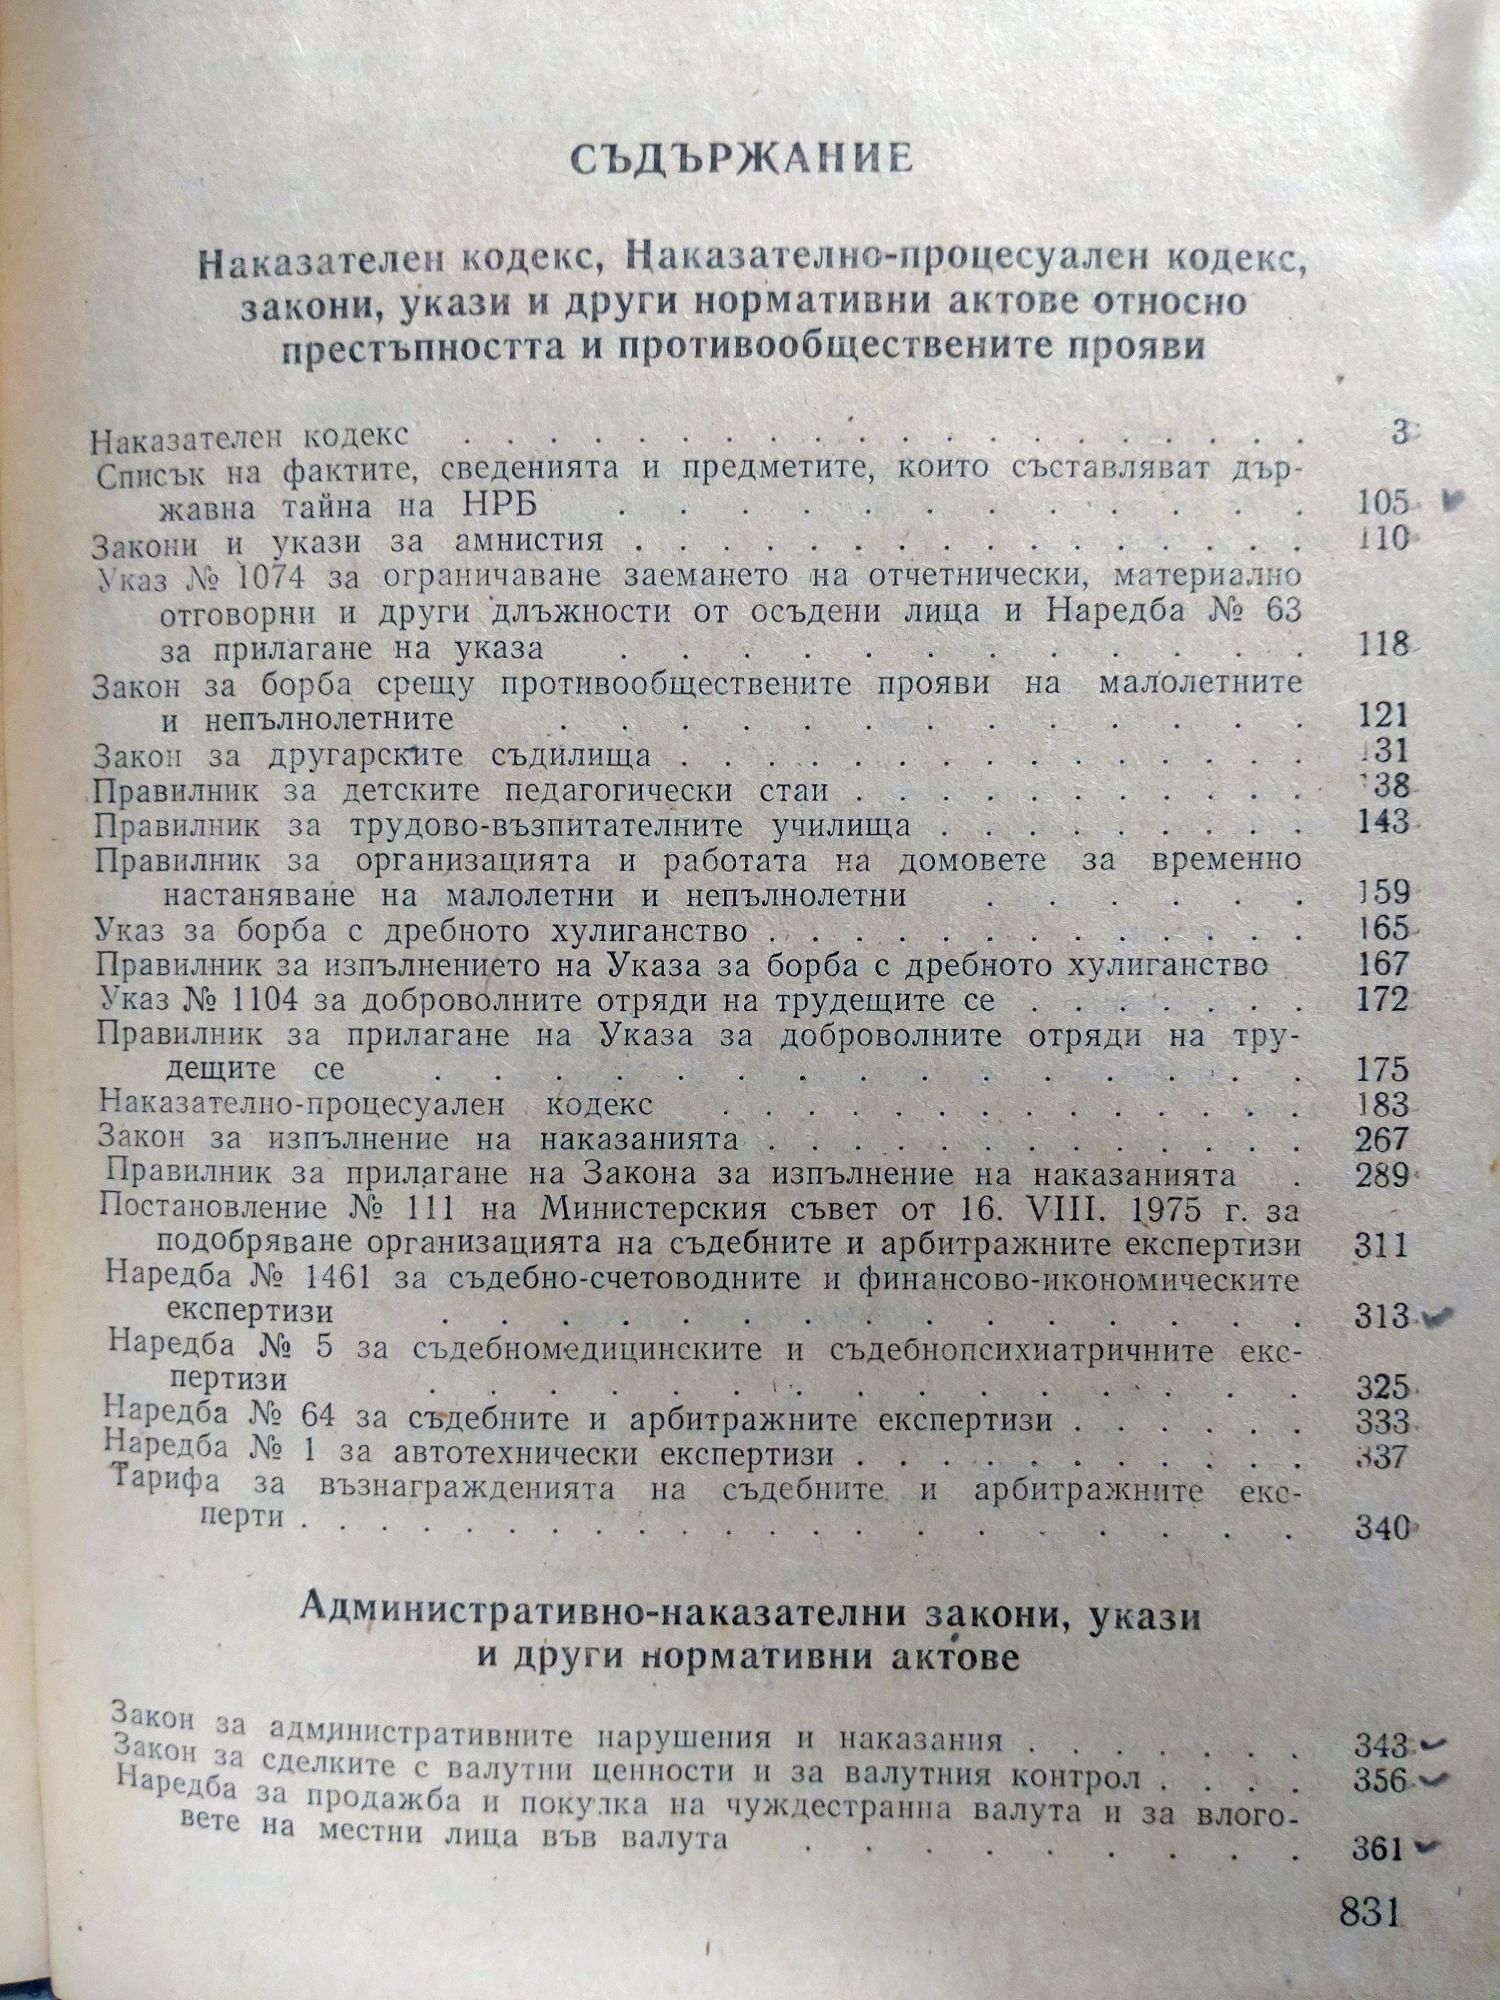 СЪДЪРЖАНИЕ
Наказателен кодекс, Наказателно-процесуален кодекс,
закони, укази и други нормативни актове относно
престъпността и противообществените прояви
Наказателен кодекс . . . . . . . . . . . . . . . . 3
Списък на фактите, сведенията и предметите, които съставляват дър-
жавна тайна на НРБ . . . . . . . . . . . . 105
Закони и укази за амнистия . . . . . . . . . . . . . . . 110
Указ № 1074 за ограничаване заемането на отчетнически, материално
отговорни и други длъжности от осъдени лица и Наредба № 63
за прилагане на указа . . . . . . . . . . . . 118
Закон за борба срещу противообществените прояви на малолетните
и непълнолетните . . . . . . . . . . . . . 121
Закон за другарските съдилища . . . . . . . . . . . . . . 131
Правилник за детските педагогически стаи . . . . . . . . . . . 138
Правилник за трудово-възпитателните училища . . . . . . . . . 143
Правилник за организацията и работата на домовете за временно
настаняване на малолетни и непълнолетни . . . . . . 159
Указ за борба с дребното хулиганство . . . . . . . . . . . . 165
Правилник за изпълнението на Указа за борба с дребното хулиганство 167
Указ № 1104 за доброволните отряди на трудещите се . . . . . . . 172
Правилник за прилагане на Указа за доброволните отряди на тру-
дещите се . . . . . . . . . . . . . . . 175
Наказателно-процесуален кодекс . . . . . . . . . . . . . 183
Закон за изпълнение на наказанията . . . . . . . . . . . . 267
Правилник за прилагане на Закона за изпълнение на наказанията . 289
Постановление № 111 на Министерския съвет от 16. VIII. 1975 г. за
подобряване организацията на съдебните и арбитражните експертизи 311
Наредба № 1461 за съдебно-счетоводните и финансово-икономическите
експертизи . . . . . . . . . . . . . . . 313
Наредба № 5 за съдебномедицинските и съдебнопсихиатричните екс-
пертизи . . . . . . . . . . . . . . . 325
Наредба № 64 за съдебните и арбитражните експертизи . . . . . . 333
Наредба № 1 за автотехнически експертизи . . . . . . . . . . . 337
Тарифа за възнагражденията на съдебните и арбитражните екс-
перти . . . . . . . . . . . . . . . . . 340
Административно-наказателни закони, укази
и други нормативни актове
Закон за административните нарушения и наказания . . . . . . . 343
Закон за сделките с валутни ценности и за валутния контрол . . . . 356
Наредба за продажба и покупка на чуждестранна валута и за влого-
вете на местни лица във валута . . . . . . . . . 361
831